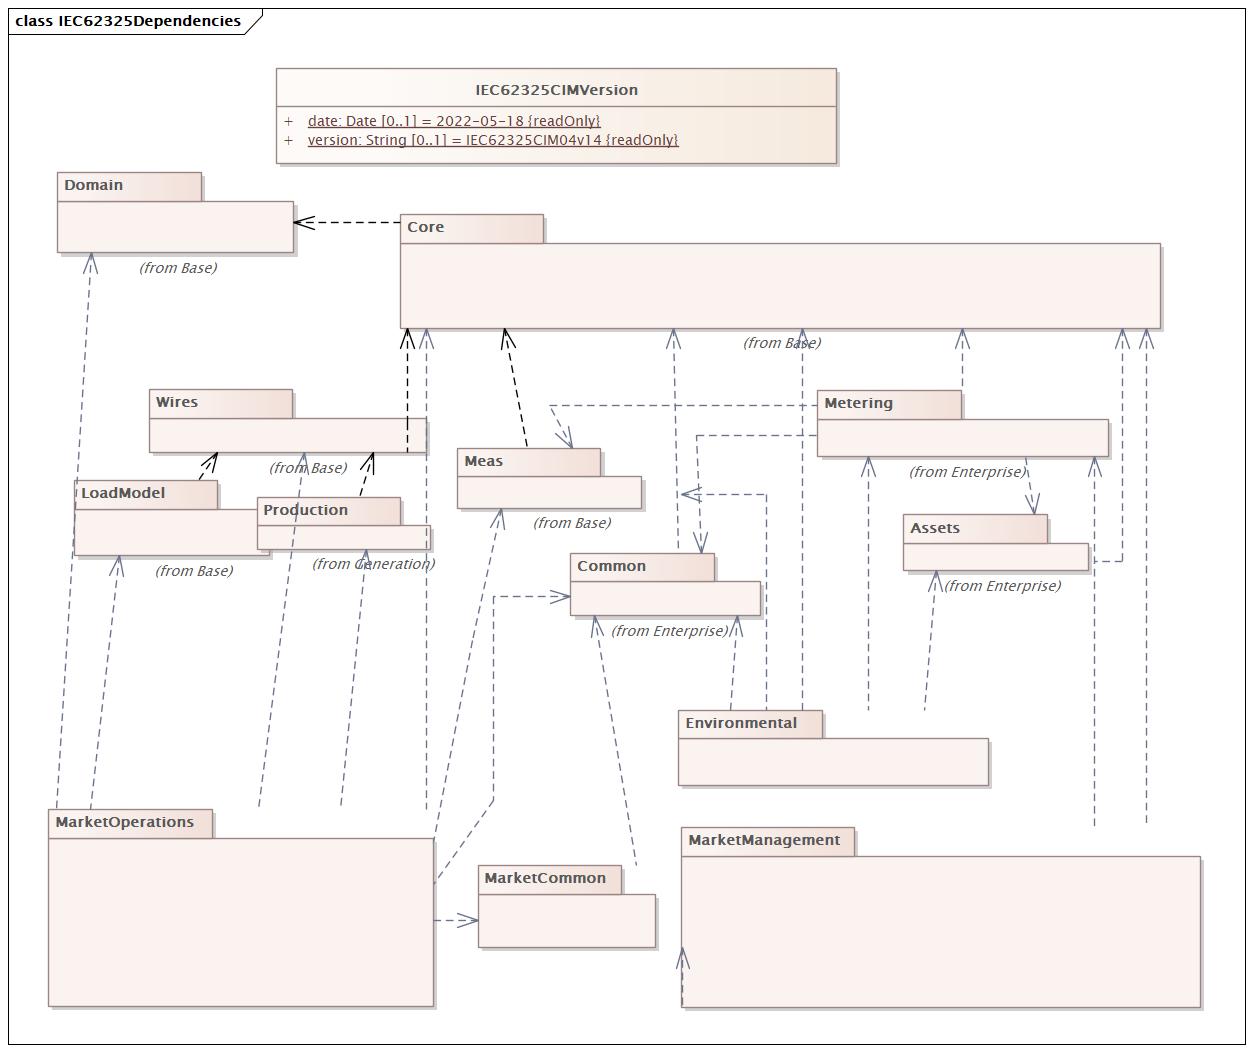 class IEC62325Dependencies
IEC62325CIMVersion
+ date: Date [0..1] = 2022-05-18 {readOnly}
+ version: String [0..1] = IEC62325CIM04v14 {readOnly}
Domain
(from Base)
Core
(from Base)
Wires
(from Base)
Metering
(from Enterprise)
Meas
(from Base)
LoadModel
(from Base)
Production
(from Generation)
Assets
(from Enterprise)
Common
(from Enterprise)
Environmental
MarketOperations
MarketManagement
MarketCommon